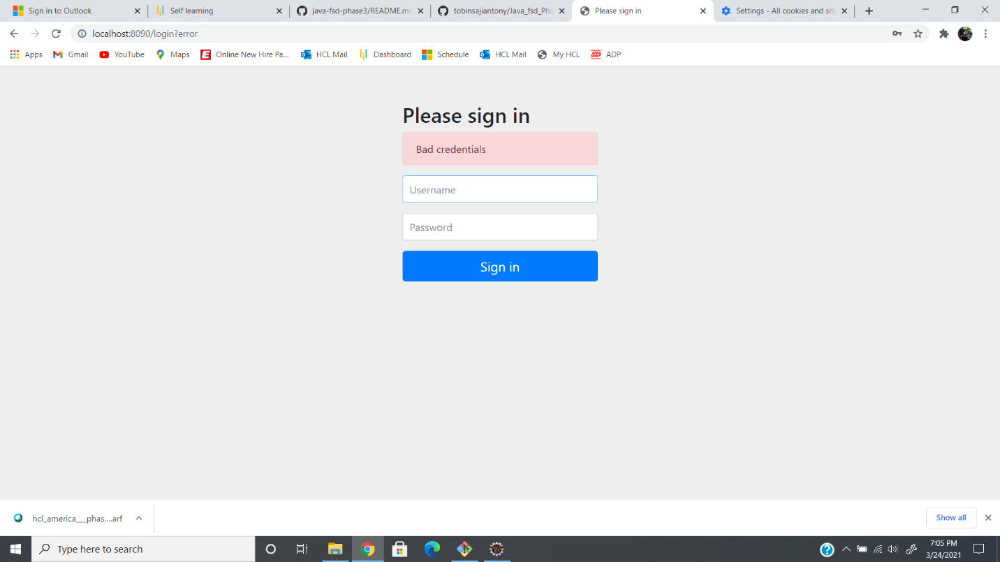 Sign in to Outlook
Self learning
java-fsd-phase3/README.md
tobinsajiantony/Java_fsd_Pha
Please sign in
Settings - All cookies and site
localhost:8090/login?error
Apps
Gmail
YouTube
Maps
Online New Hire Pa...
HCL Mail
Dashboard
Schedule
HCL Mail
My HCL
ADP
Please sign in
Bad credentials
Username
Password
Sign in
hcl_america___phas....arf
Show all
Type here to search
7:05 PM
3/24/2021